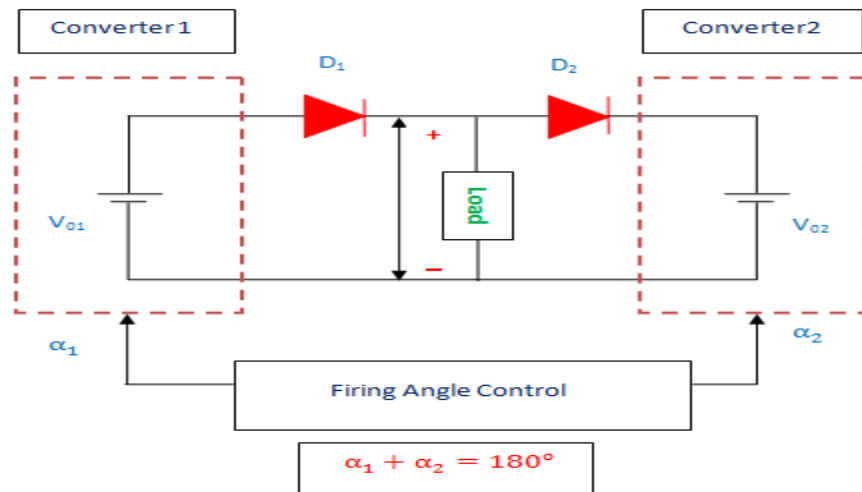 Converter1
Converter2
D₁
D₂
+
Load
V₀₁
V₀₂
−
α₁
α₂
Firing Angle Control
α₁ + α₂ = 180°